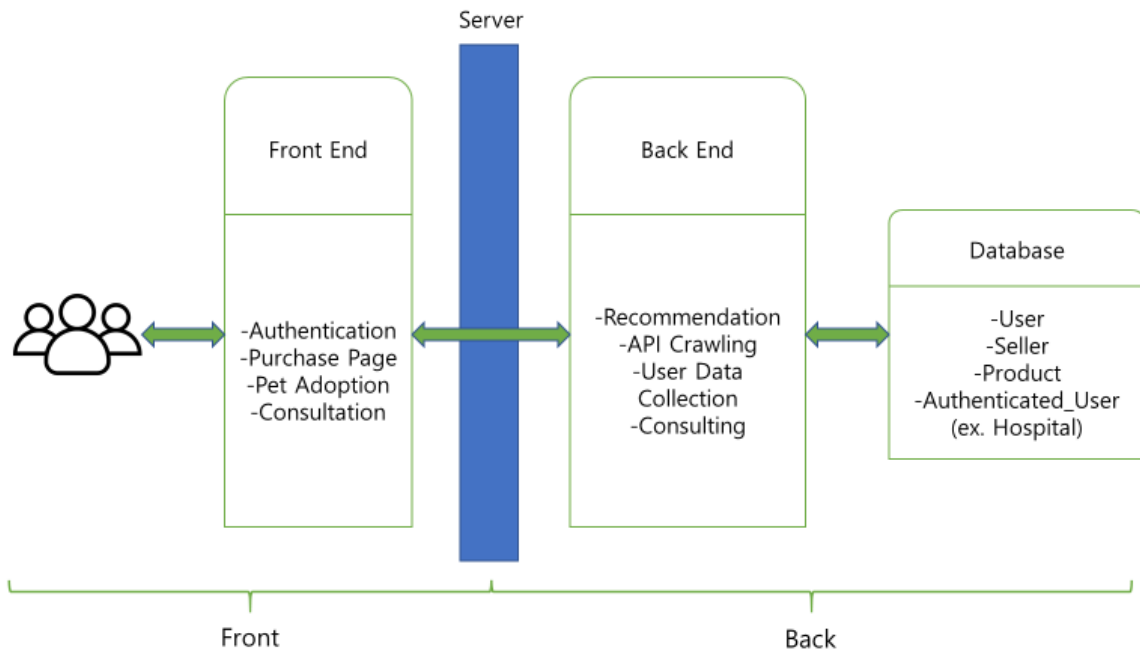 Server
Front End
-Authentication
-Purchase Page
-Pet Adoption
-Consultation
Back End
-Recommendation
-API Crawling
-User Data
Collection
-Consulting
Database
-User
-Seller
-Product
-Authenticated_User
(ex. Hospital)
Front
Back